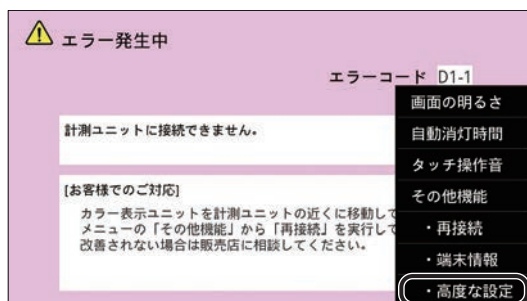 エラー発生中
エラーコード D1-1
計測ユニットに接続できません。
[お客様でのご対応]
カラー表示ユニットを計測ユニットの近くに移動して
メニューの「その他機能」から「再接続」を実行して
改善されない場合は販売店に相談してください。
画面の明るさ
自動消灯時間
タッチ操作音
その他機能
・再接続
・端末情報
・高度な設定